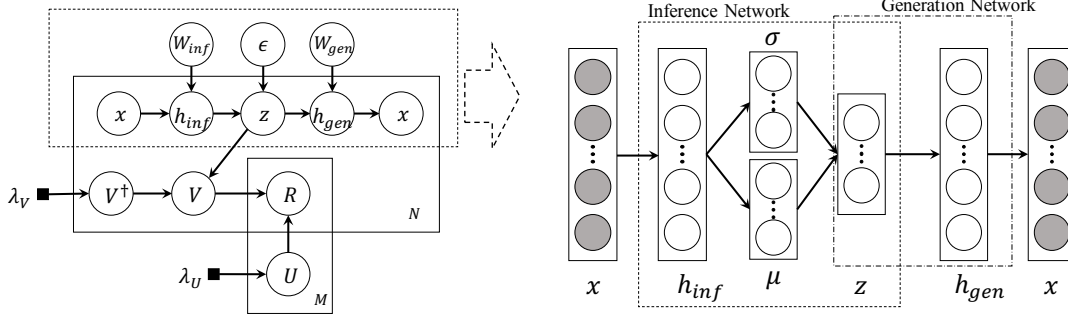 W_inf ϵ W_gen
x h_inf z h_gen x
λ_V V† V R N
λ_U U M
Inference Network Generation Network
σ
x h_inf μ z h_gen x